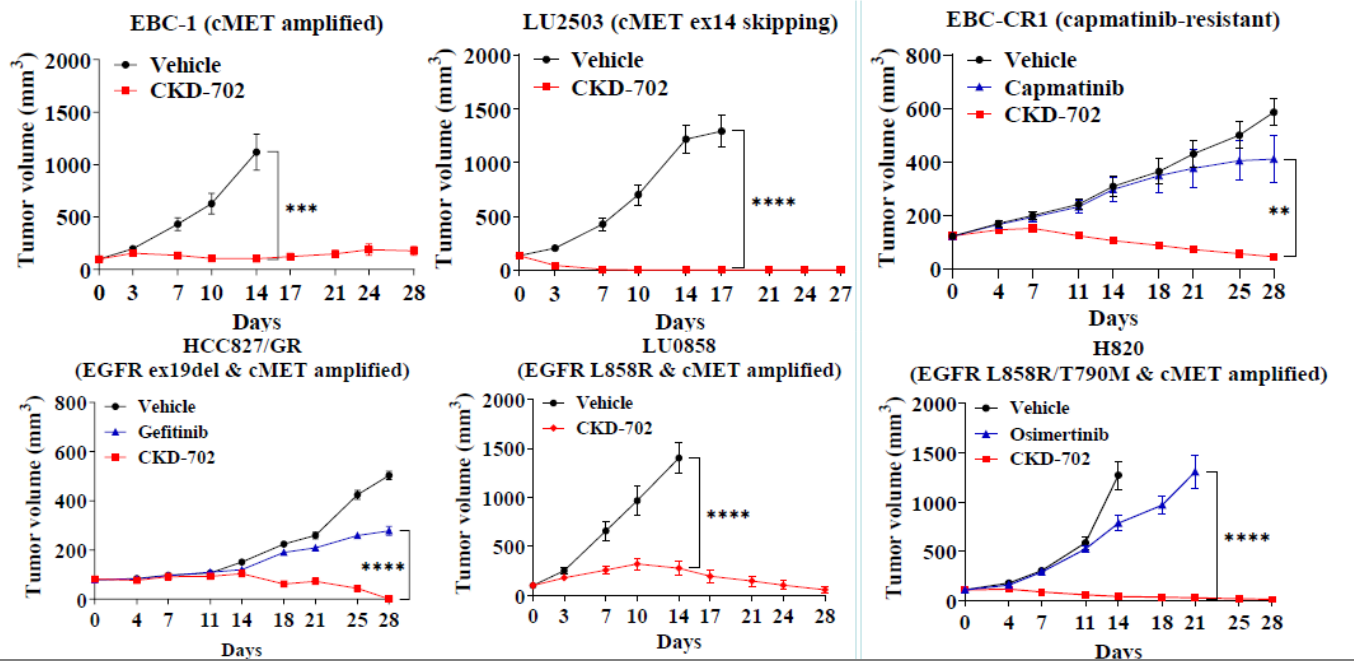 EBC-1 (cMET amplified)
Tumor volume (mm3)
2000
1500
1000
500
0
Vehicle
CKD-702
***
0 3 7 10 14 17 21 24 28
Days
LU2503 (cMET ex14 skipping)
Tumor volume (mm3)
2000
1500
1000
500
0
Vehicle
CKD-702
****
0 3 7 10 14 17 21 24 27
Days
EBC-CR1 (capmatinib-resistant)
Tumor volume (mm3)
800
600
400
200
0
Vehicle
Capmatinib
CKD-702
**
0 4 7 11 14 18 21 25 28
Days
HCC827/GR
(EGFR ex19del & cMET amplified)
Tumor volume (mm3)
800
600
400
200
0
Vehicle
Gefitinib
CKD-702
****
0 4 7 11 14 18 21 25 28
Days
LU0858
(EGFR L858R & cMET amplified)
Tumor volume (mm3)
2000
1500
1000
500
0
Vehicle
CKD-702
****
0 3 7 10 14 17 21 24 28
Days
H820
(EGFR L858R/T790M & cMET amplified)
Tumor volume (mm3)
2000
1500
1000
500
0
Vehicle
Osimertinib
CKD-702
****
0 4 7 11 14 18 21 25 28
Days